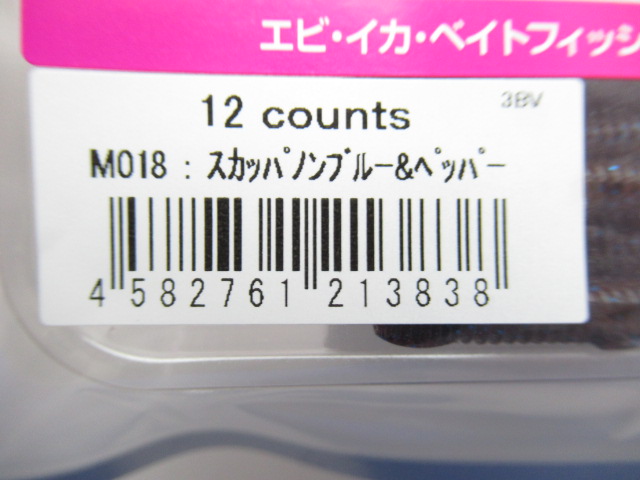 エビ・イカ・ベイトフィッシ
12 counts
3BV
M018 : ｽｶｯﾊﾟﾉﾝﾌﾞﾙｰ&ﾍﾟｯﾊﾟｰ
4 582761 213838